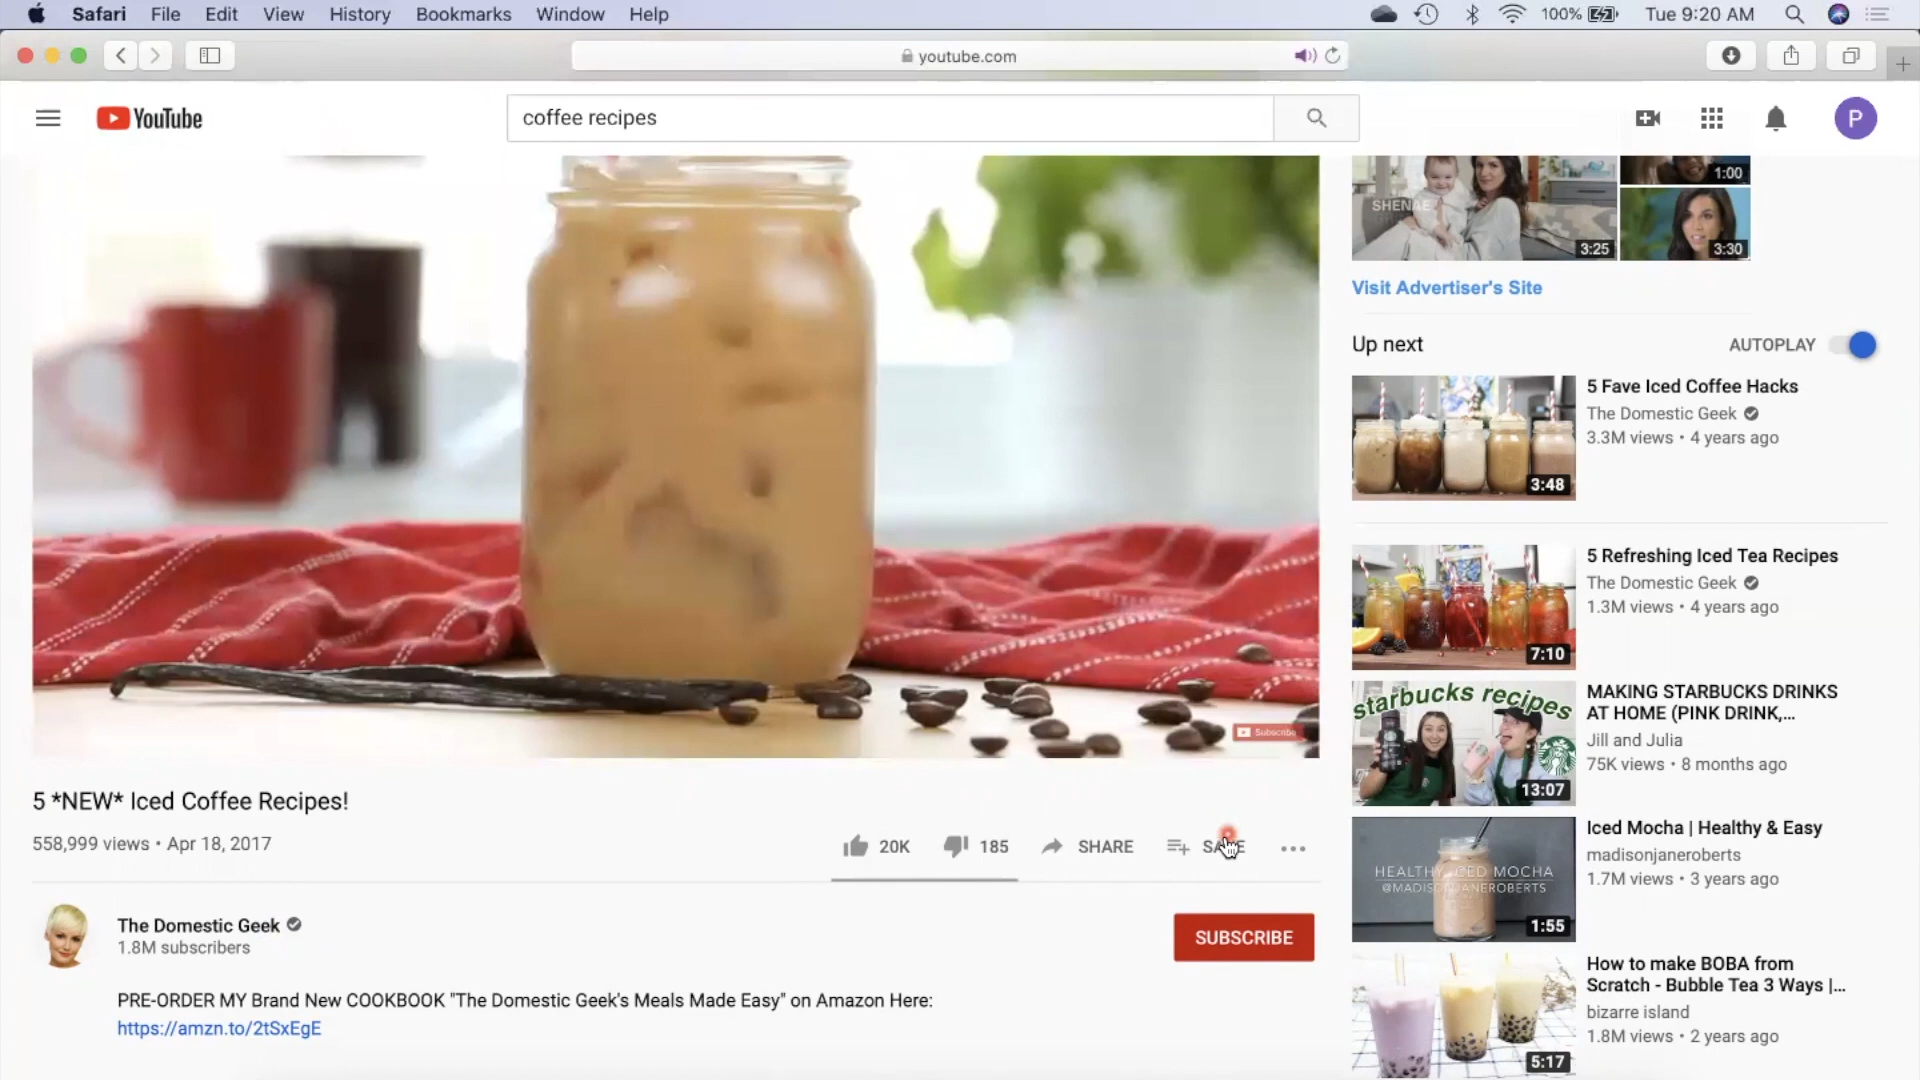 Safari File Edit View History Bookmarks Window Help
100% Tue 9:20 AM
youtube.com
YouTube
coffee recipes
P
SHENAE
3:25
1:00
3:30
Visit Advertiser's Site
Up next
AUTOPLAY
5 Fave Iced Coffee Hacks
The Domestic Geek
3.3M views • 4 years ago
3:48
5 Refreshing Iced Tea Recipes
The Domestic Geek
1.3M views • 4 years ago
7:10
starbucks recipes
MAKING STARBUCKS DRINKS
AT HOME (PINK DRINK,...
Jill and Julia
75K views • 8 months ago
13:07
Iced Mocha | Healthy & Easy
madisonjaneroberts
1.7M views • 3 years ago
1:55
How to make BOBA from
Scratch - Bubble Tea 3 Ways |...
bizarre island
1.8M views • 2 years ago
5:17
Subscribe
5 *NEW* Iced Coffee Recipes!
558,999 views • Apr 18, 2017
20K 185 SHARE SAVE
The Domestic Geek
1.8M subscribers
SUBSCRIBE
PRE-ORDER MY Brand New COOKBOOK "The Domestic Geek's Meals Made Easy" on Amazon Here:
https://amzn.to/2tSxEgE